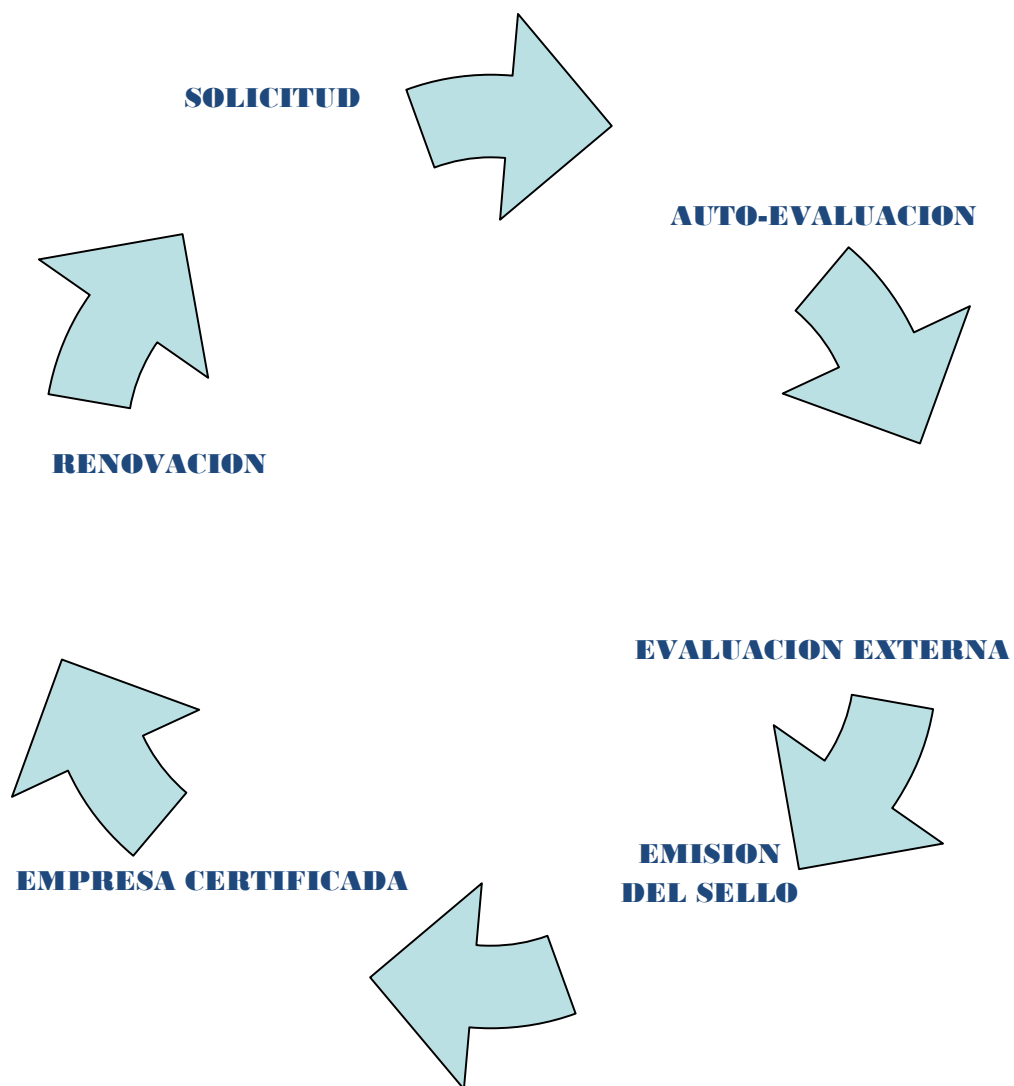 SOLICITUD
AUTO-EVALUACION
RENOVACION
EVALUACION EXTERNA
EMISION
DEL SELLO
EMPRESA CERTIFICADA